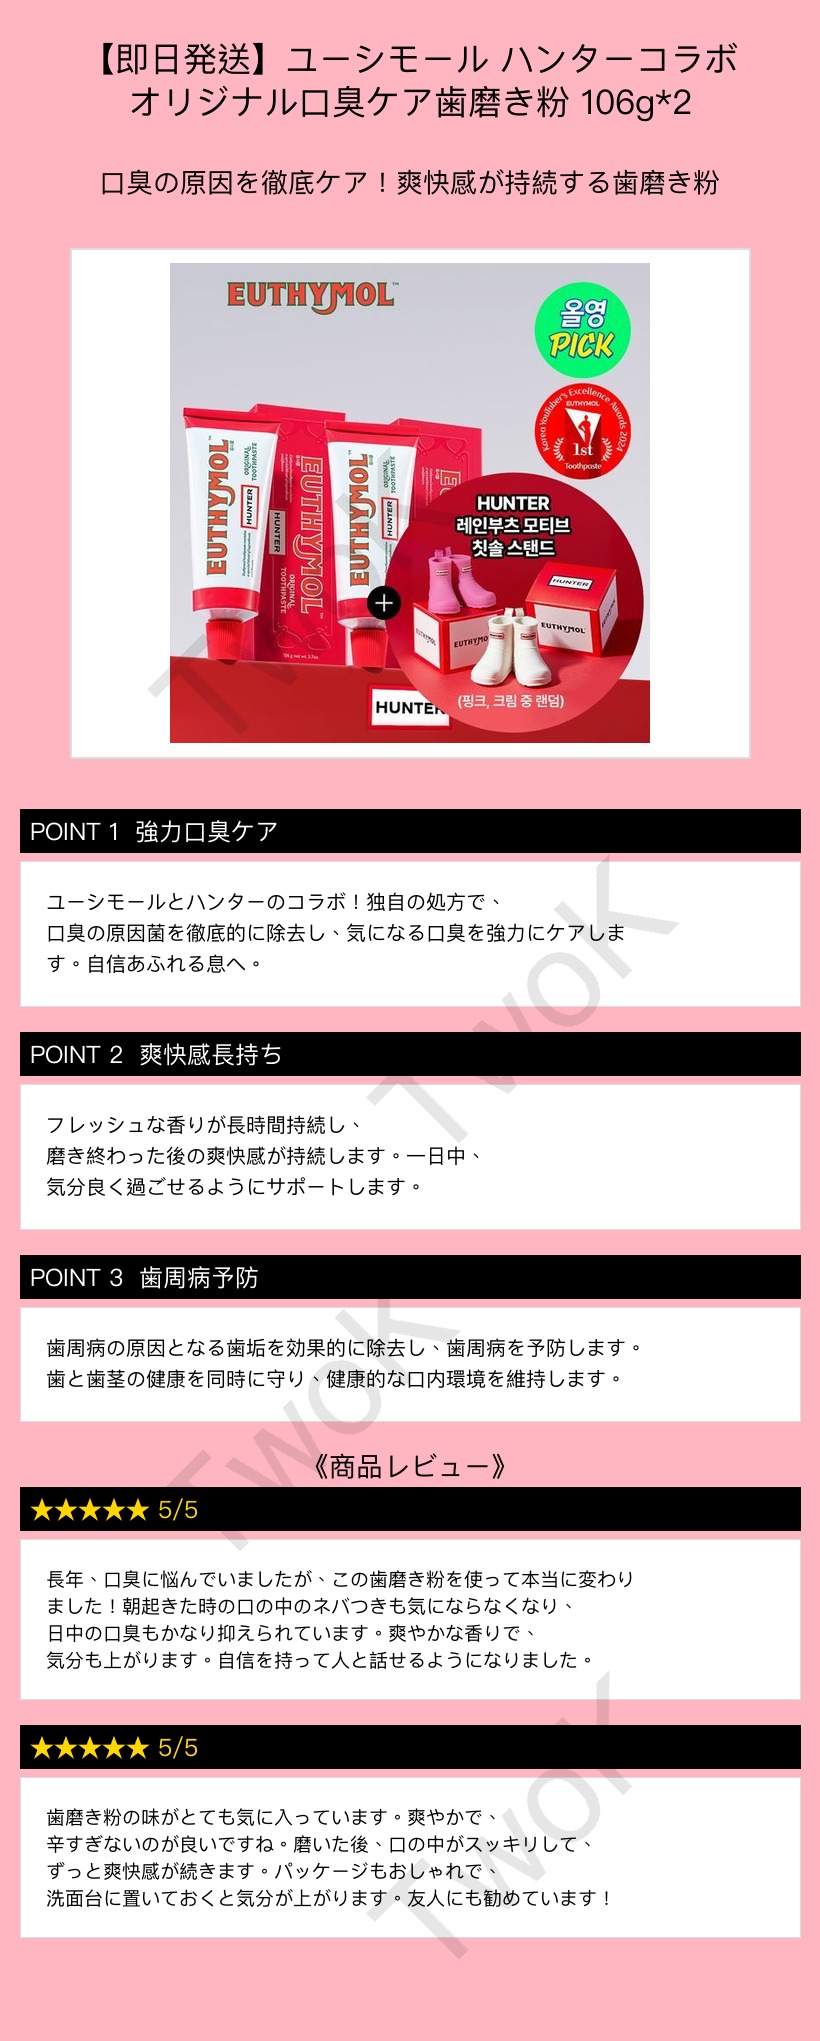 【即日発送】ユーシモール ハンターコラボ
オリジナル口臭ケア歯磨き粉 106g*2
口臭の原因を徹底ケア！爽快感が持続する歯磨き粉
EUTHYMOL™
올영
PICK
Korea YouTuber's Excellence Awards 2024
EUTHYMOL
1st
Toothpaste
EUTHYMOL
ORIGINAL
TOOTHPASTE
HUNTER
EUTHYMOL
ORIGINAL
TOOTHPASTE
HUNTER
106 g net wt. 3.7oz.
EUTHYMOL
ORIGINAL
TOOTHPASTE
HUNTER
HUNTER
레인부츠 모티브
칫솔 스탠드
+
HUNTER
EUTHYMOL
EUTHYMO
(핑크, 크림 중 랜덤)
HUNTER
POINT 1 強力口臭ケア
ユーシモールとハンターのコラボ！独自の処方で、
口臭の原因菌を徹底的に除去し、気になる口臭を強力にケアしま
す。自信あふれる息へ。
POINT 2 爽快感長持ち
フレッシュな香りが長時間持続し、
磨き終わった後の爽快感が持続します。一日中、
気分良く過ごせるようにサポートします。
POINT 3 歯周病予防
歯周病の原因となる歯垢を効果的に除去し、歯周病を予防します。
歯と歯茎の健康を同時に守り、健康的な口内環境を維持します。
《商品レビュー》
★★★★★ 5/5
長年、口臭に悩んでいましたが、この歯磨き粉を使って本当に変わり
ました！朝起きた時の口の中のネバつきも気にならなくなり、
日中の口臭もかなり抑えられています。爽やかな香りで、
気分も上がります。自信を持って人と話せるようになりました。
★★★★★ 5/5
歯磨き粉の味がとても気に入っています。爽やかで、
辛すぎないのが良いですね。磨いた後、口の中がスッキリして、
ずっと爽快感が続きます。パッケージもおしゃれで、
洗面台に置いておくと気分が上がります。友人にも勧めています！
TwoK
TwoK
TwoK
TwoK